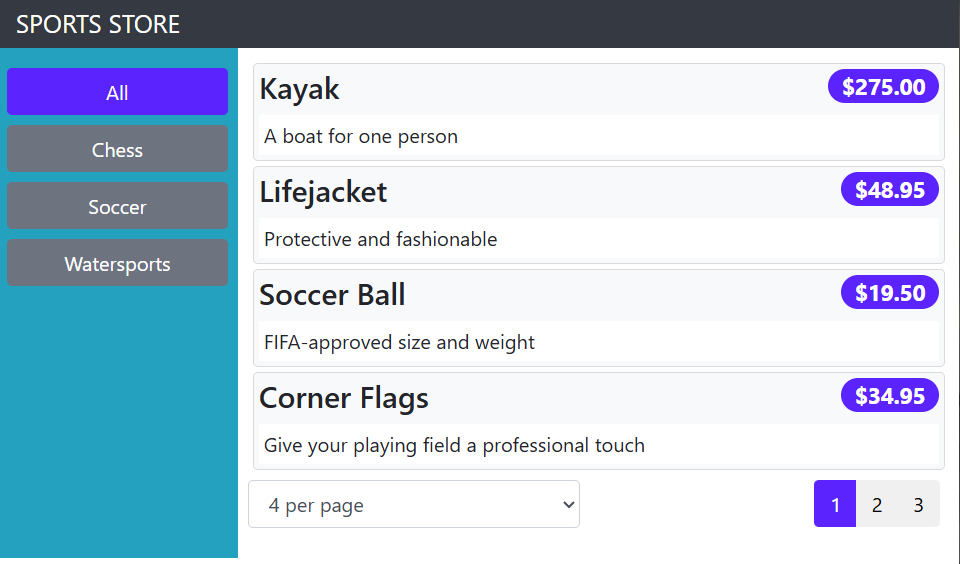 SPORTS STORE
All
Chess
Soccer
Watersports
Kayak $275.00
A boat for one person
Lifejacket $48.95
Protective and fashionable
Soccer Ball $19.50
FIFA-approved size and weight
Corner Flags $34.95
Give your playing field a professional touch
4 per page 1 2 3